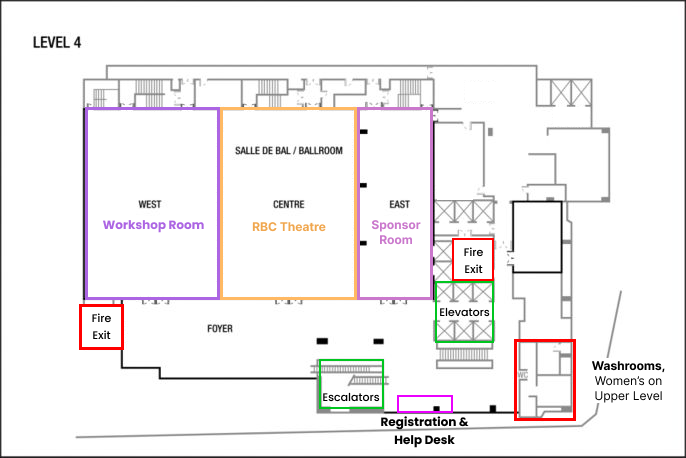 LEVEL 4
SALLE DE BAL / BALLROOM
WEST
CENTRE
EAST
Workshop Room
RBC Theatre
Sponsor
Room
Fire
Exit
Elevators
Fire
Exit
FOYER
WC
Washrooms,
Women's on
Upper Level
Escalators
Registration &
Help Desk